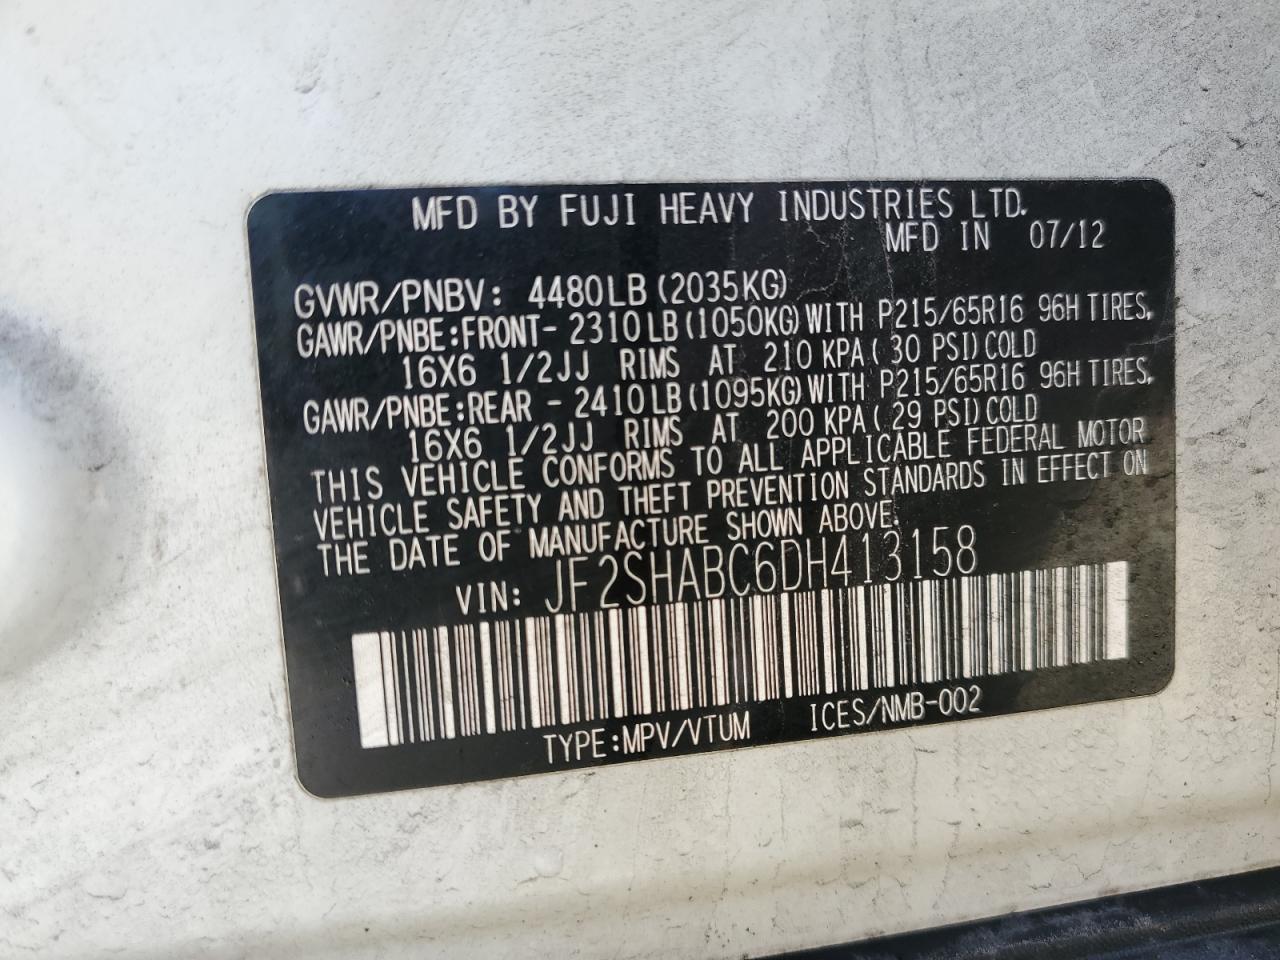 MFD BY FUJI HEAVY INDUSTRIES LTD.
MFD IN 07/12
GVWR/PNBV: 4480LB (2035KG)
GAWR/PNBE:FRONT- 2310LB(1050KG)WITH P215/65R16 96H TIRES,
16X6 1/2JJ RIMS AT 210 KPA( 30 PSI)COLD
GAWR/PNBE:REAR - 2410LB(1095KG)WITH P215/65R16 96H TIRES,
16X6 1/2JJ RIMS AT 200 KPA( 29 PSI)COLD
THIS VEHICLE CONFORMS TO ALL APPLICABLE FEDERAL MOTOR
VEHICLE SAFETY AND THEFT PREVENTION STANDARDS IN EFFECT ON
THE DATE OF MANUFACTURE SHOWN ABOVE.
VIN: JF2SHABC6DH413158
TYPE:MPV/VTUM ICES/NMB-002